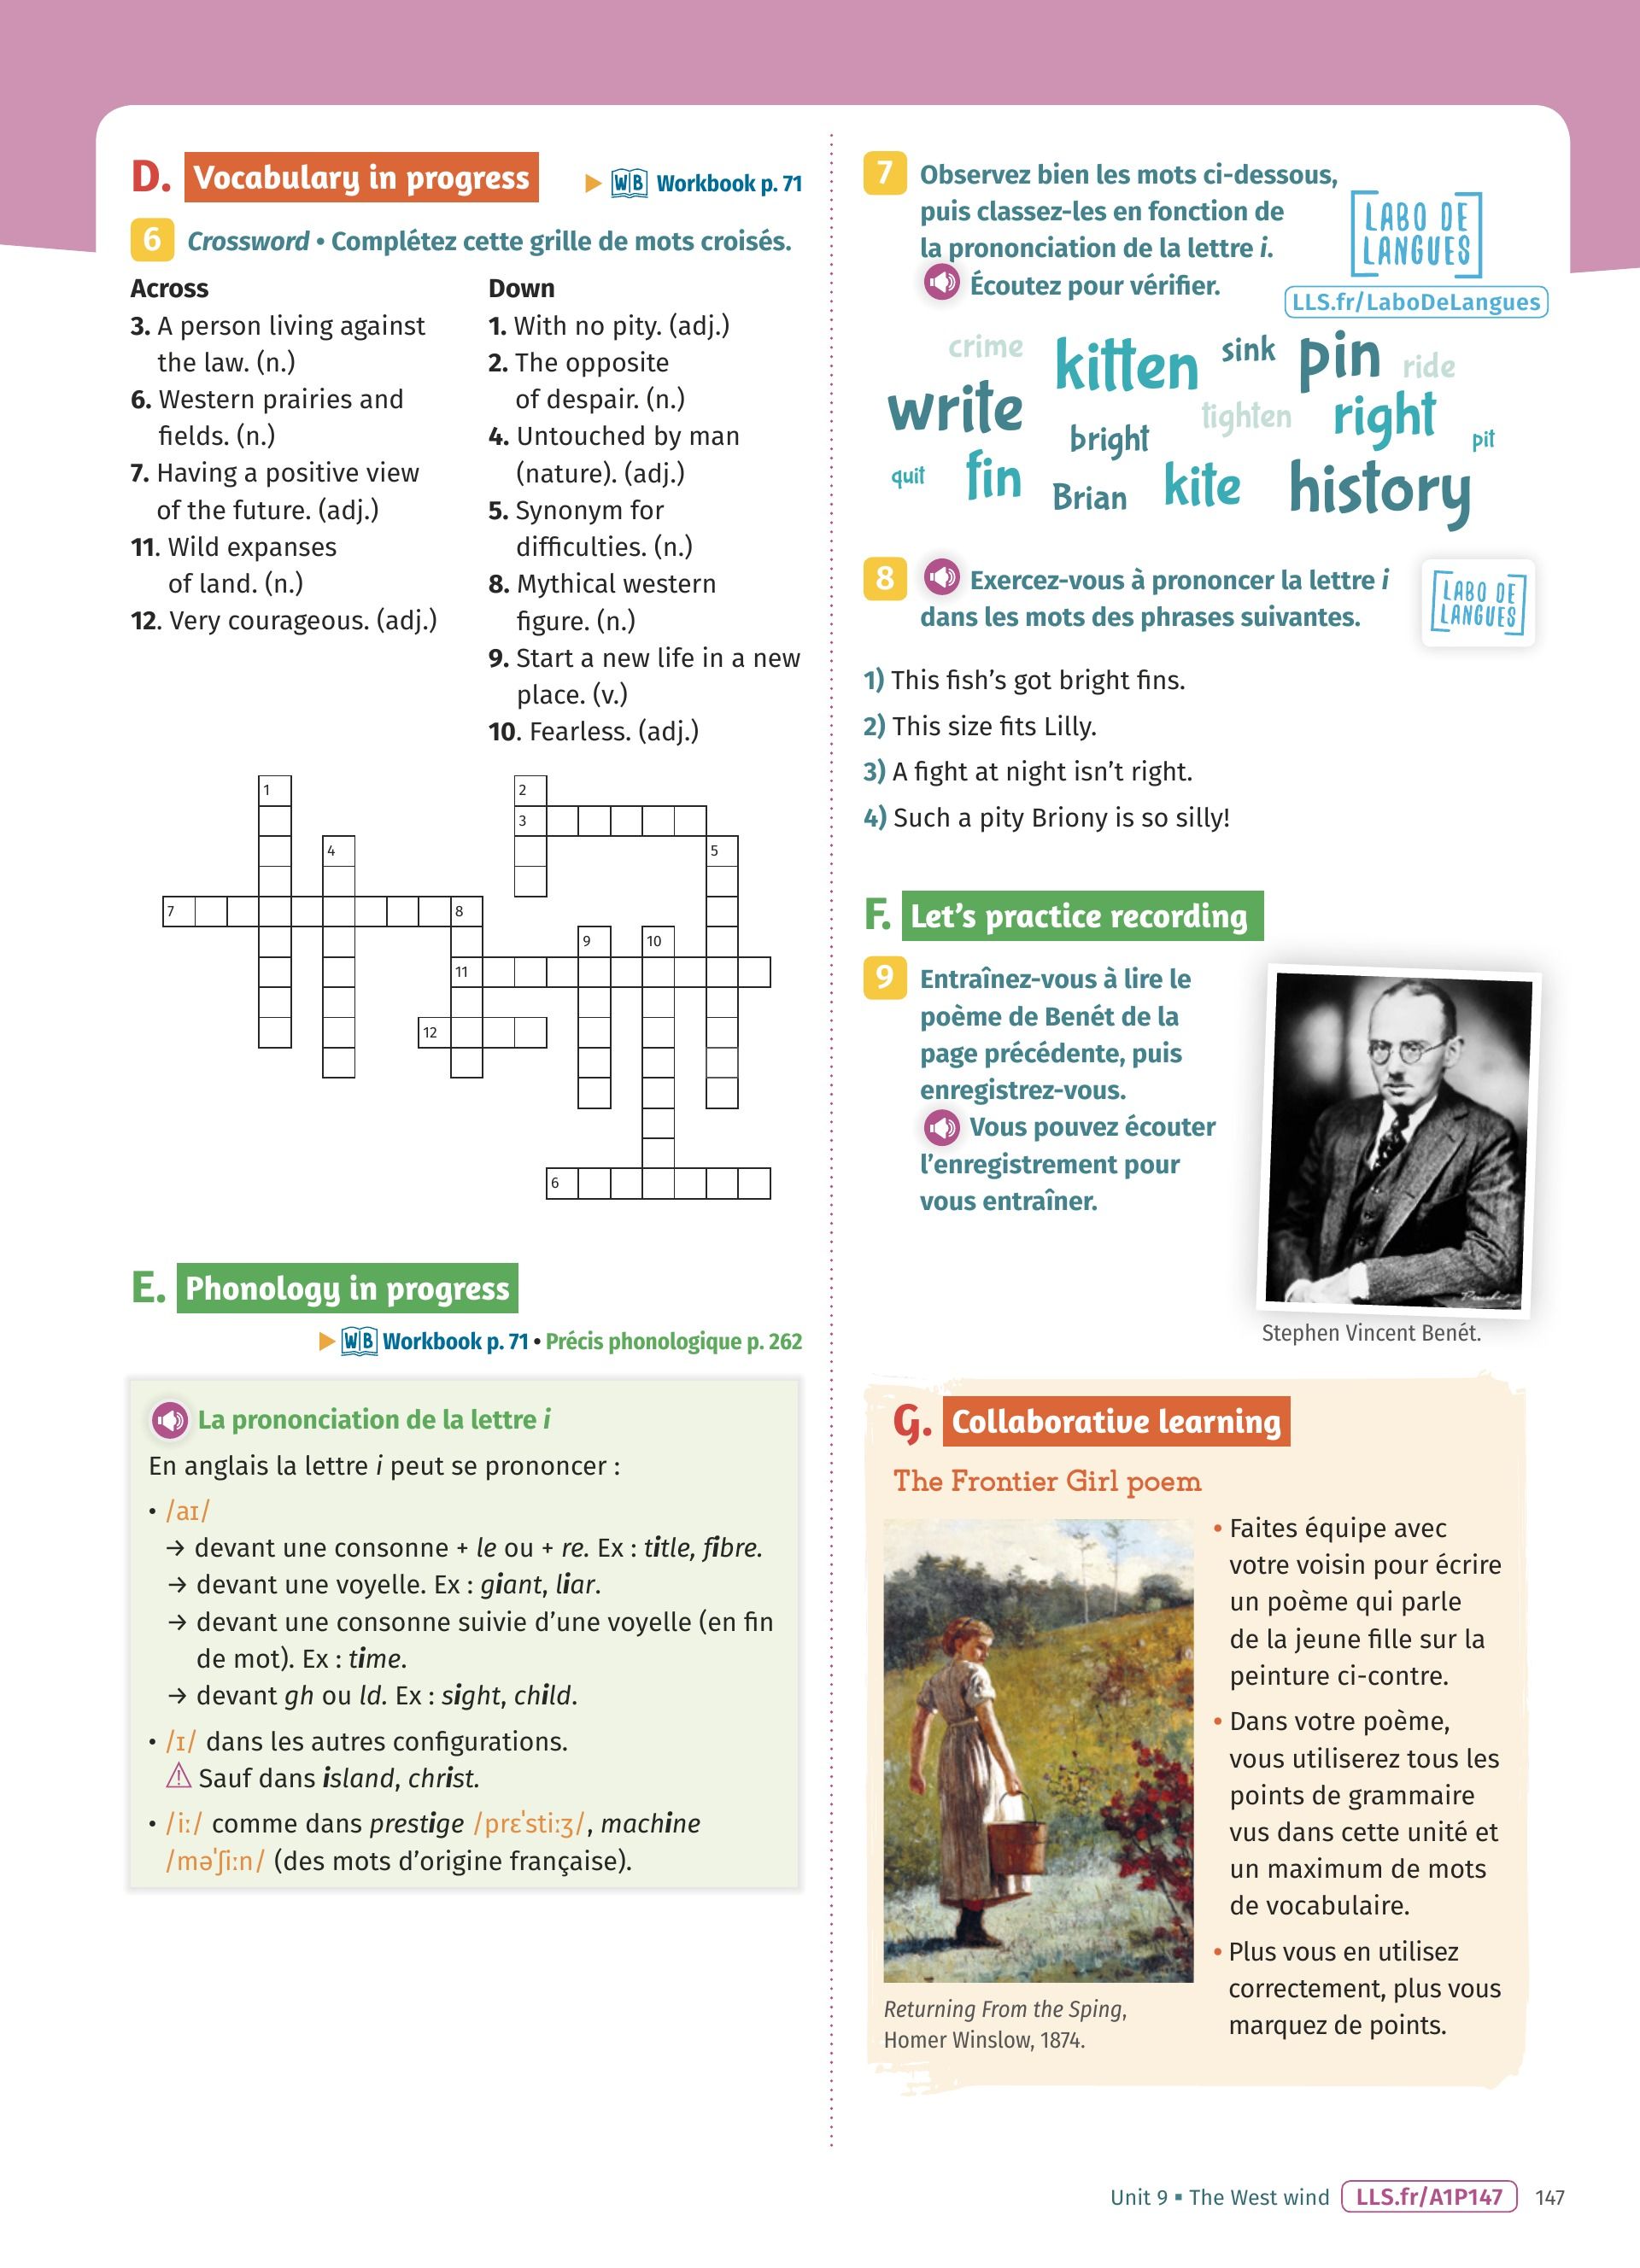 D. Vocabulary in progress
WB Workbook p. 71
6 Crossword • Complétez cette grille de mots croisés.
Across
3. A person living against
the law. (n.)
6. Western prairies and
fields. (n.)
7. Having a positive view
of the future. (adj.)
11. Wild expanses
of land. (n.)
12. Very courageous. (adj.)
Down
1. With no pity. (adj.)
2. The opposite
of despair. (n.)
4. Untouched by man
(nature). (adj.)
5. Synonym for
difficulties. (n.)
8. Mythical western
figure. (n.)
9. Start a new life in a new
place. (v.)
10. Fearless. (adj.)
1 2
3
4 5
7 8
9 10
11
12
6
E. Phonology in progress
WB Workbook p. 71 • Précis phonologique p. 262
La prononciation de la lettre i
En anglais la lettre i peut se prononcer :
• /aɪ/
→ devant une consonne + le ou + re. Ex : title, fibre.
→ devant une voyelle. Ex : giant, liar.
→ devant une consonne suivie d’une voyelle (en fin
de mot). Ex : time.
→ devant gh ou ld. Ex : sight, child.
• /ɪ/ dans les autres configurations.
⚠ Sauf dans island, christ.
• /i:/ comme dans prestige /prɛˈsti:ʒ/, machine
/məˈʃi:n/ (des mots d’origine française).
7 Observez bien les mots ci-dessous,
puis classez-les en fonction de
la prononciation de la lettre i.
Écoutez pour vérifier.
LABO DE
LANGUES
LLS.fr/LaboDeLangues
crime kitten sink pin ride
write bright tighten right pit
quit fin Brian kite history
8 Exercez-vous à prononcer la lettre i
dans les mots des phrases suivantes.
LABO DE
LANGUES
1) This fish’s got bright fins.
2) This size fits Lilly.
3) A fight at night isn’t right.
4) Such a pity Briony is so silly!
F. Let’s practice recording
9 Entraînez-vous à lire le
poème de Benét de la
page précédente, puis
enregistrez-vous.
Vous pouvez écouter
l’enregistrement pour
vous entraîner.
Stephen Vincent Benét.
G. Collaborative learning
The Frontier Girl poem
• Faites équipe avec
votre voisin pour écrire
un poème qui parle
de la jeune fille sur la
peinture ci-contre.
• Dans votre poème,
vous utiliserez tous les
points de grammaire
vus dans cette unité et
un maximum de mots
de vocabulaire.
• Plus vous en utilisez
correctement, plus vous
marquez de points.
Returning From the Sping,
Homer Winslow, 1874.
Unit 9 ▪ The West wind LLS.fr/A1P147 147